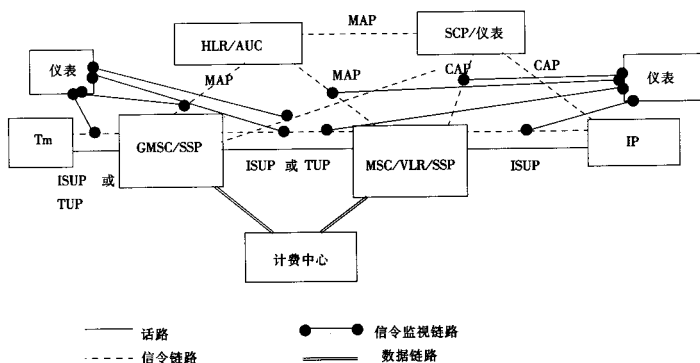 MAP
HLR/AUC
SCP/仪表
仪表
MAP
MAP
CAP
CAP
仪表
Tm
GMSC/SSP
MSC/VLR/SSP
IP
ISUP 或
TUP
ISUP 或 TUP
ISUP
计费中心
话路
信令监视链路
信令链路
数据链路